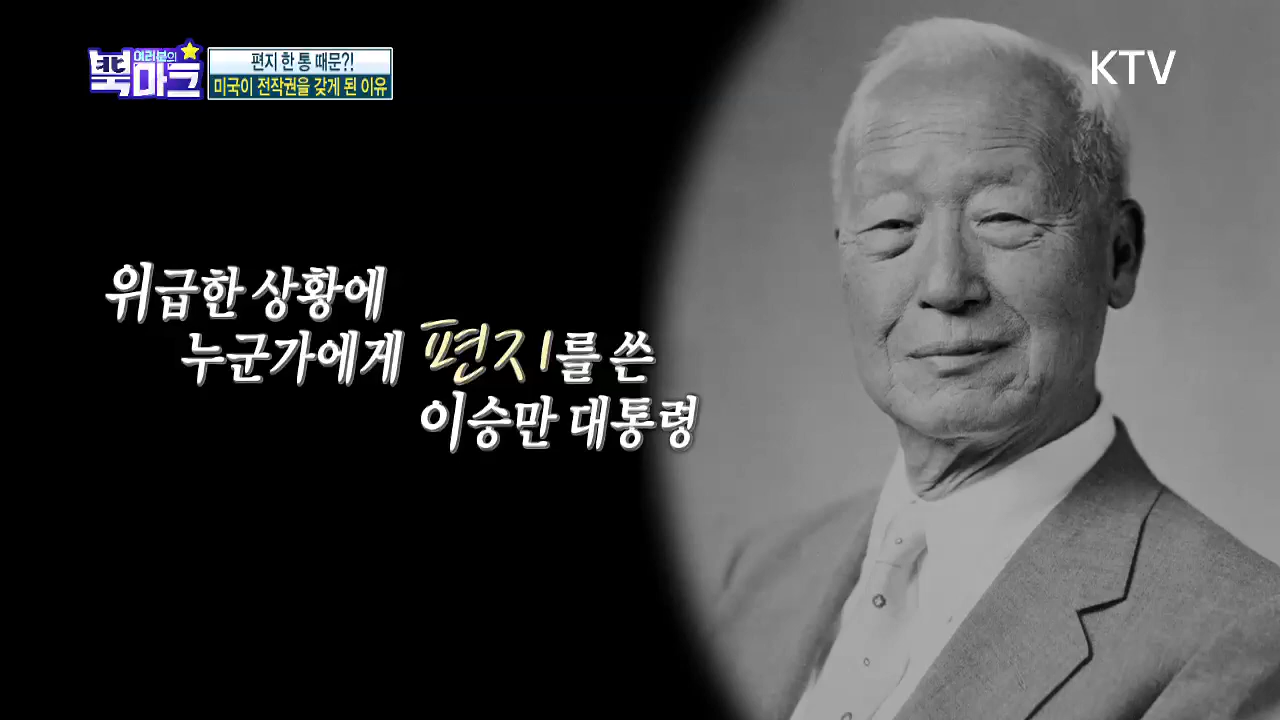 여러분의
북마크
편지 한 통 때문?!
미국이 전작권을 갖게 된 이유
KTV
위급한 상황에
누군가에게 편지를 쓴
이승만 대통령